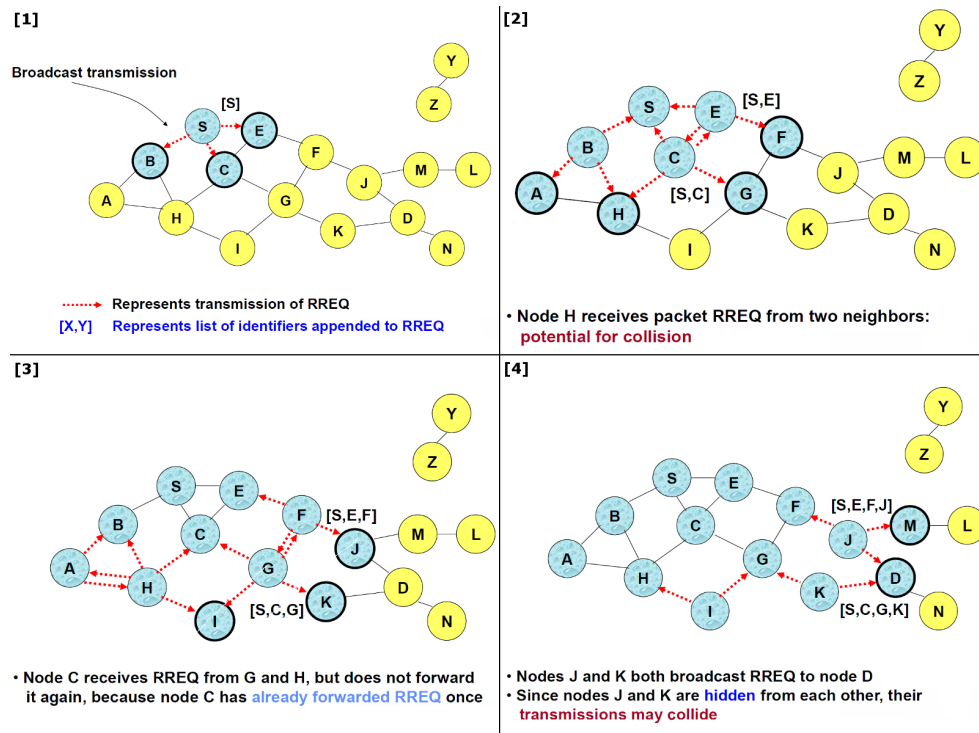 [1]
Y
Broadcast transmission
Z
[S]
S
E
B
C
F
M
L
J
A
H
G
D
K
I
N
Represents transmission of RREQ
[X,Y] Represents list of identifiers appended to RREQ
[2]
Y
Z
[S,E]
S
E
F
B
C
M
L
J
A
[S,C]
G
H
D
K
I
N
• Node H receives packet RREQ from two neighbors:
potential for collision
[3]
Y
Z
S
E
[S,E,F]
F
B
C
M
L
J
A
G
H
D
[S,C,G]
K
I
N
• Node C receives RREQ from G and H, but does not forward
it again, because node C has already forwarded RREQ once
[4]
Y
Z
S
E
[S,E,F,J]
F
B
C
M
L
J
A
G
H
D
K
[S,C,G,K]
I
N
• Nodes J and K both broadcast RREQ to node D
• Since nodes J and K are hidden from each other, their
transmissions may collide